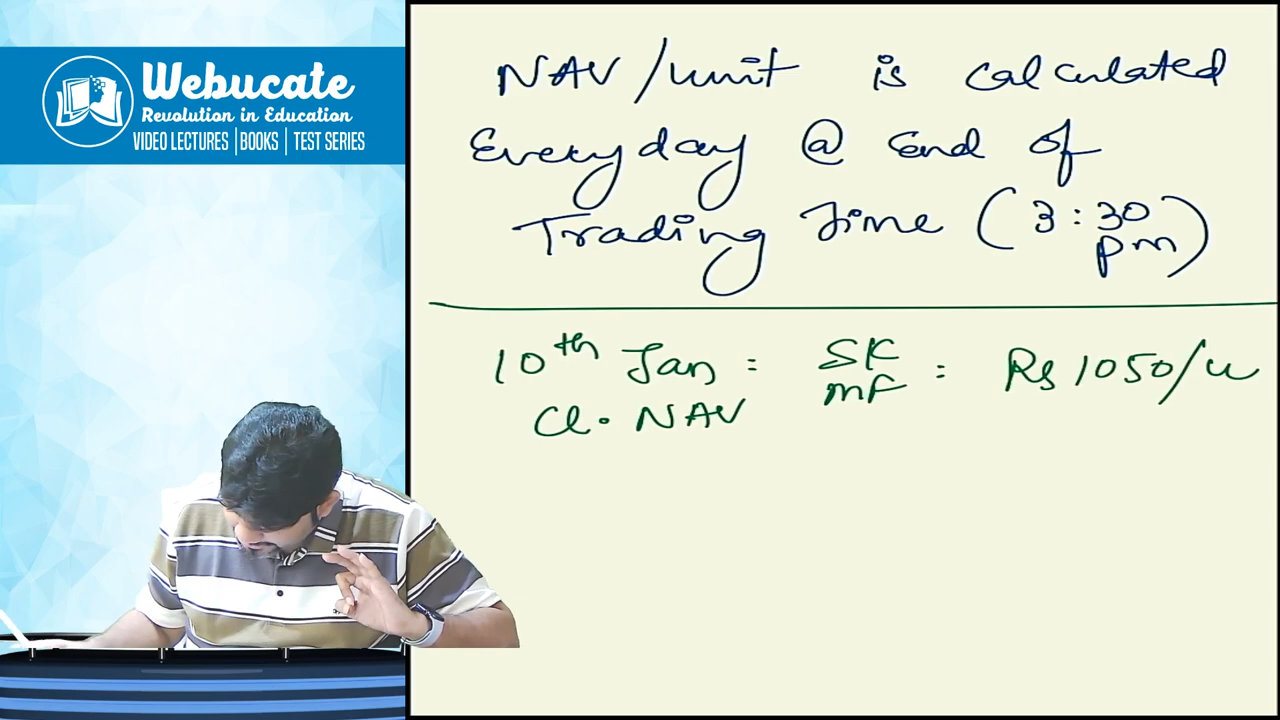 Webucate
Revolution in Education
VIDEO LECTURES | BOOKS | TEST SERIES
NAV/unit is calculated
Everyday @ end of
Trading Time (3:30
pm)
10th Jan = SK = Rs 1050/u
Cl. NAV MF